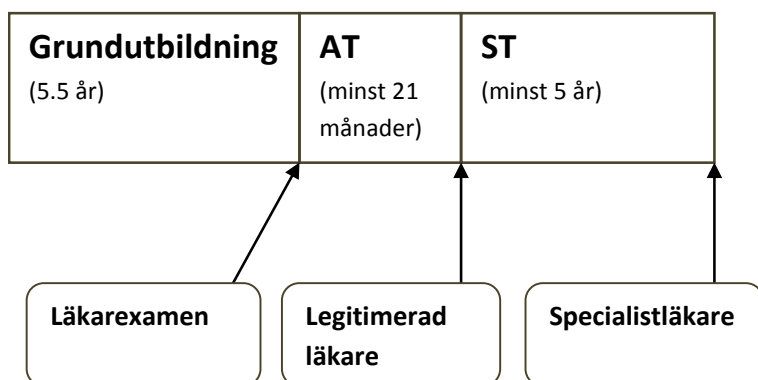 Grundutbildning
(5.5 år)
AT
(minst 21
månader)
ST
(minst 5 år)
Läkarexamen
Legitimerad
läkare
Specialistläkare